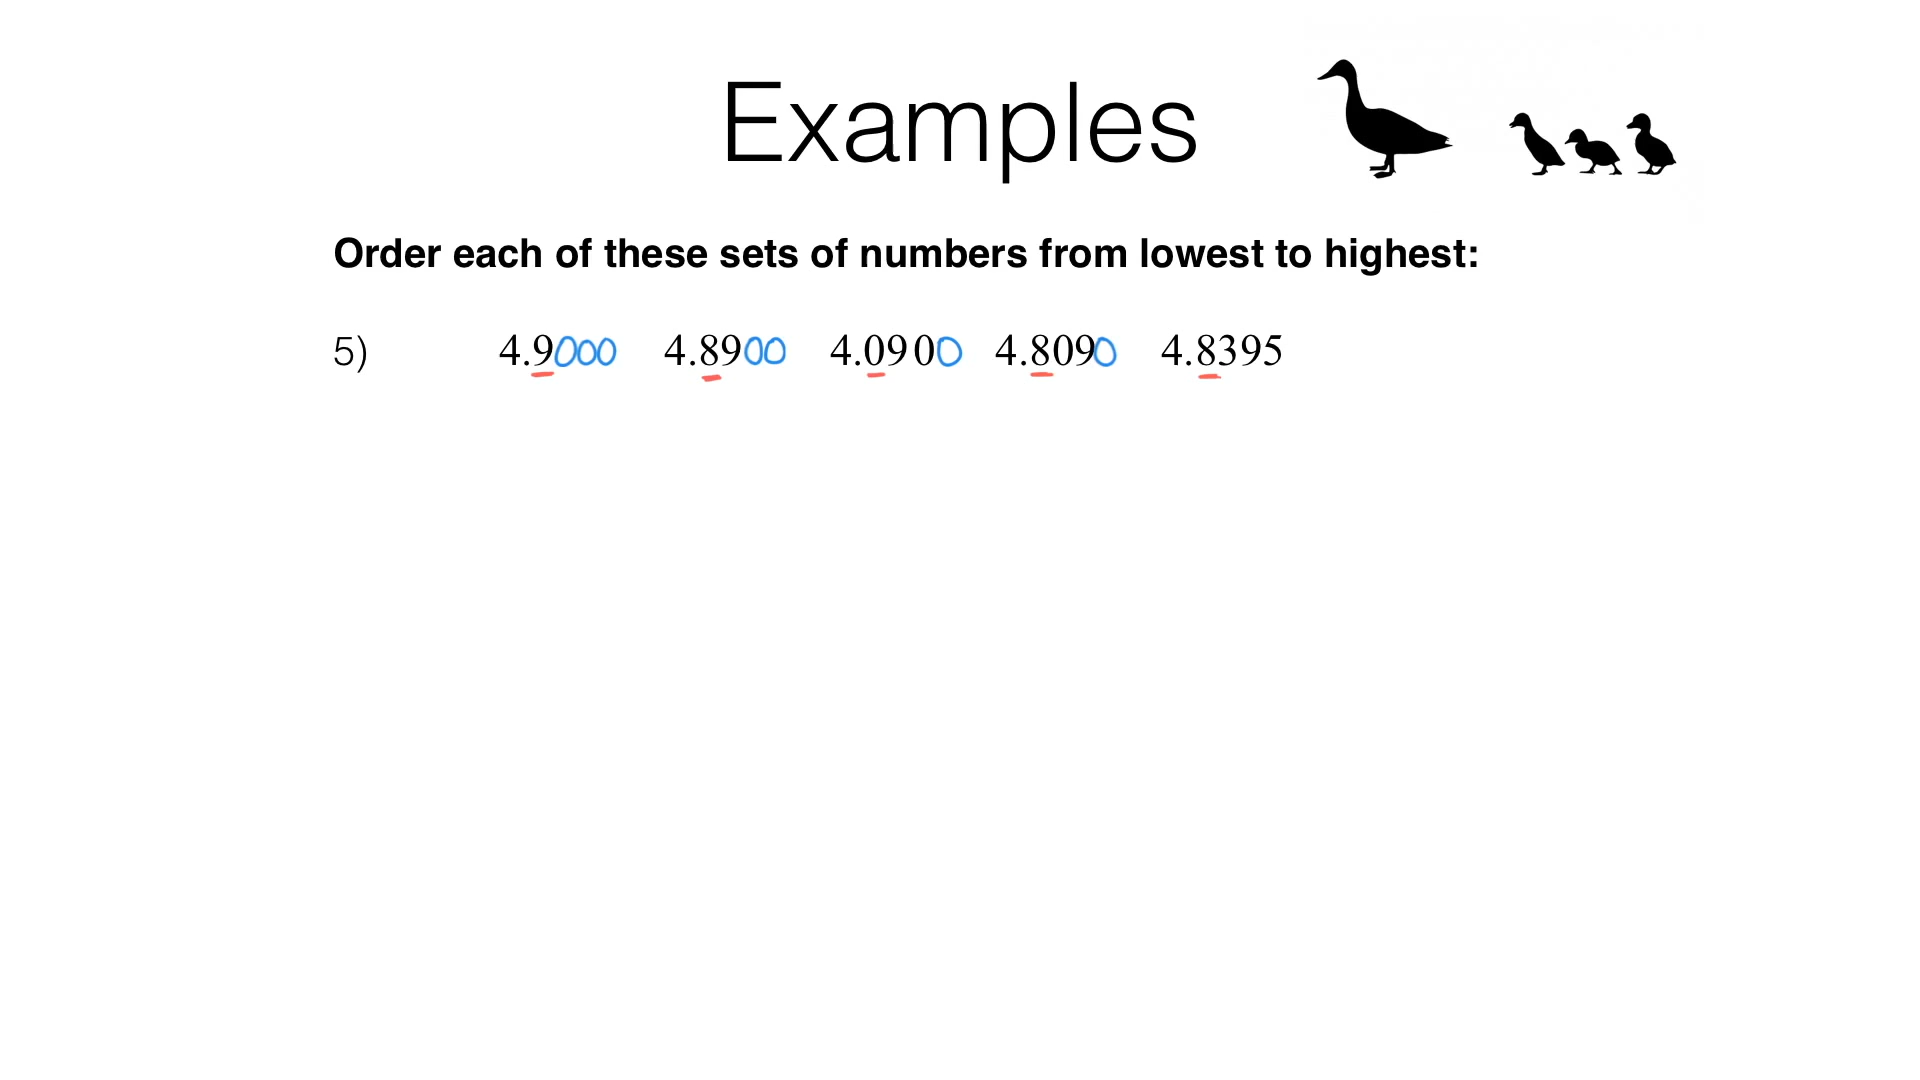 Examples
Order each of these sets of numbers from lowest to highest:
5) 4.9000 4.8900 4.0900 4.8090 4.8395